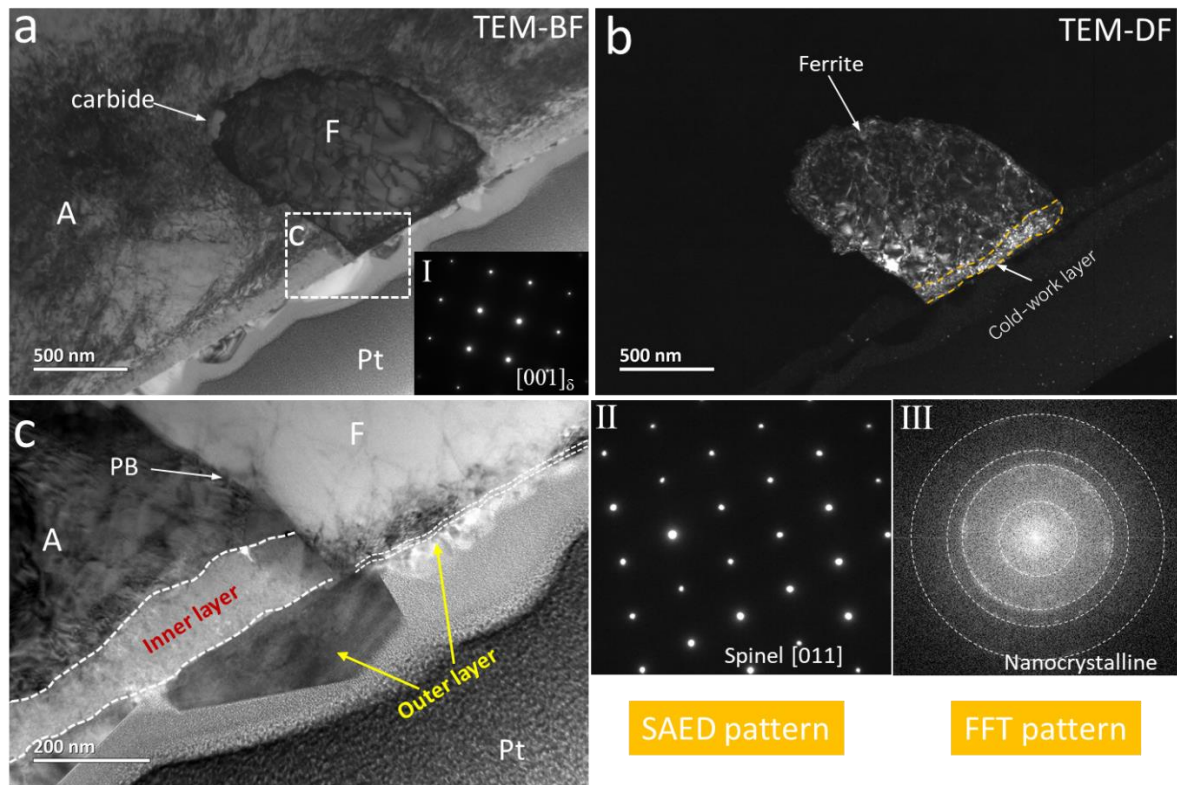 a
TEM-BF
carbide
F
A
C
I
[001]δ
Pt
500 nm
b
TEM-DF
Ferrite
Cold-work layer
500 nm
c
F
PB
A
Inner layer
Outer layer
Pt
200 nm
II
Spinel [011]
III
Nanocrystalline
SAED pattern
FFT pattern